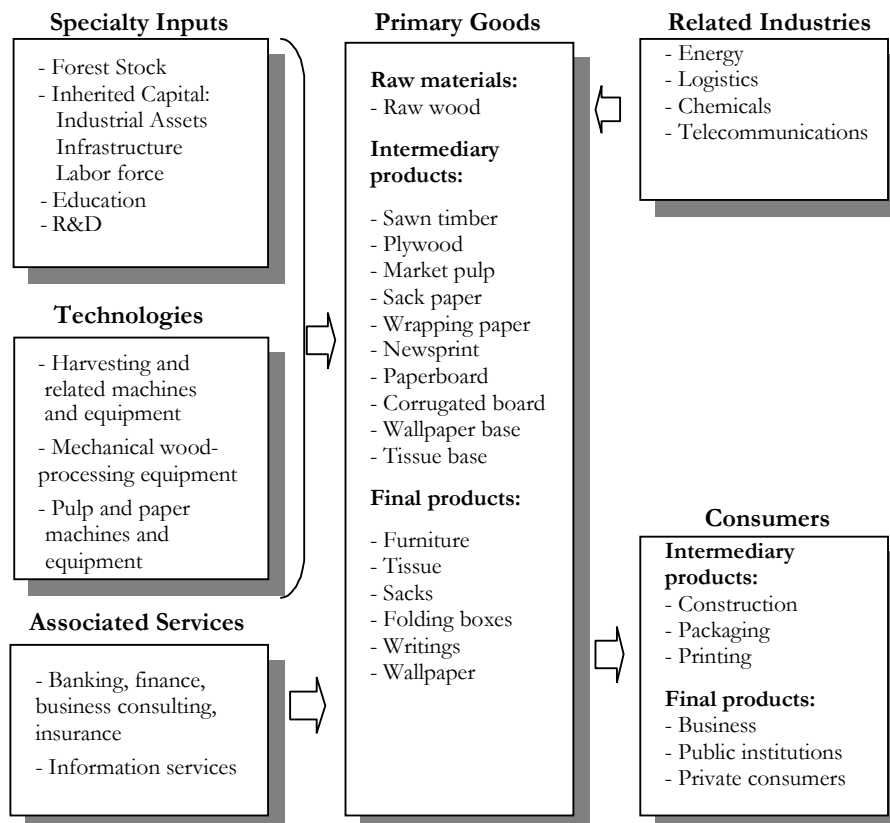 Specialty Inputs
- Forest Stock
- Inherited Capital:
Industrial Assets
Infrastructure
Labor force
- Education
- R&D
Technologies
- Harvesting and
related machines
and equipment
- Mechanical wood-
processing equipment
- Pulp and paper
machines and
equipment
Associated Services
- Banking, finance,
business consulting,
insurance
- Information services
Primary Goods
Raw materials:
- Raw wood
Intermediary
products:
- Sawn timber
- Plywood
- Market pulp
- Sack paper
- Wrapping paper
- Newsprint
- Paperboard
- Corrugated board
- Wallpaper base
- Tissue base
Final products:
- Furniture
- Tissue
- Sacks
- Folding boxes
- Writings
- Wallpaper
Related Industries
- Energy
- Logistics
- Chemicals
- Telecommunications
Consumers
Intermediary
products:
- Construction
- Packaging
- Printing
Final products:
- Business
- Public institutions
- Private consumers